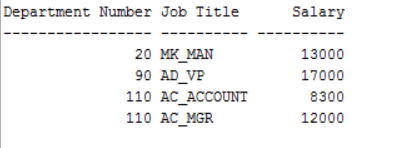 Department Number Job Title     Salary
----------------- ---------- ----------
               20 MK_MAN          13000
               90 AD_VP           17000
              110 AC_ACCOUNT       8300
              110 AC_MGR          12000